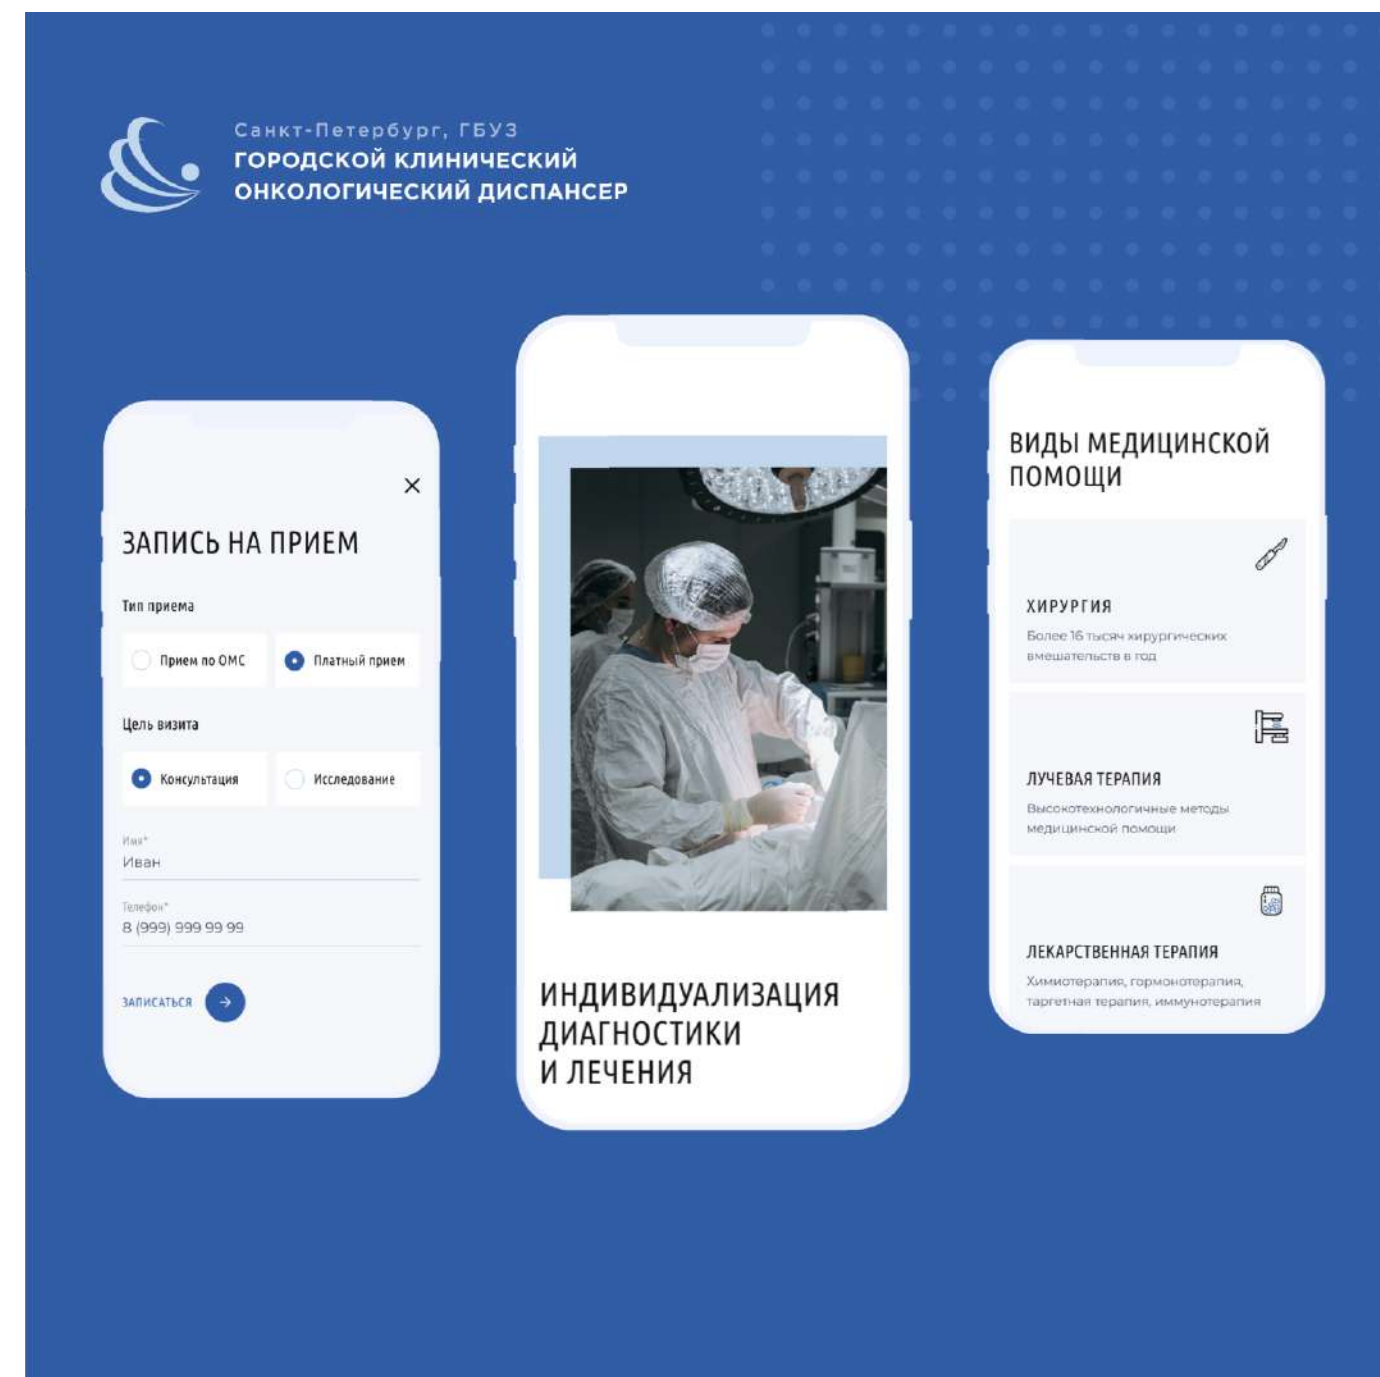 Санкт-Петербург, ГБУЗ
ГОРОДСКОЙ КЛИНИЧЕСКИЙ
ОНКОЛОГИЧЕСКИЙ ДИСПАНСЕР
ЗАПИСЬ НА ПРИЕМ
Тип приема
Прием по ОМС
Платный прием
Цель визита
Консультация
Исследование
Имя*
Иван
Телефон*
8 (999) 999 99 99
ЗАПИСАТЬСЯ
ИНДИВИДУАЛИЗАЦИЯ
ДИАГНОСТИКИ
И ЛЕЧЕНИЯ
ВИДЫ МЕДИЦИНСКОЙ
ПОМОЩИ
ХИРУРГИЯ
Более 16 тысяч хирургических
вмешательств в год
ЛУЧЕВАЯ ТЕРАПИЯ
Высокотехнологичные методы
медицинской помощи
ЛЕКАРСТВЕННАЯ ТЕРАПИЯ
Химиотерапия, гормонотерапия,
таргетная терапия, иммунотерапия